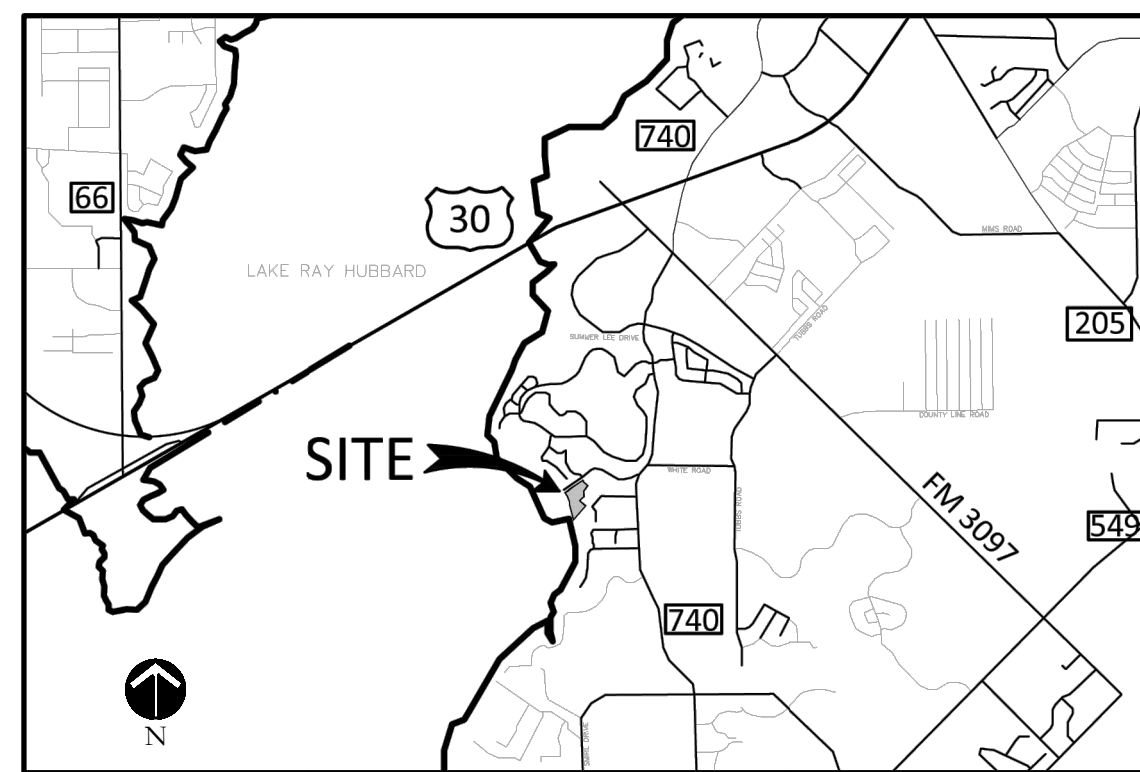 740
66
30
MIMS ROAD
LAKE RAY HUBBARD
205
TUBBS ROAD
SUMMER LEE DRIVE
COUNTY LINE ROAD
SITE
WHITE ROAD
TUBBS ROAD
FM 3097
549
740
N